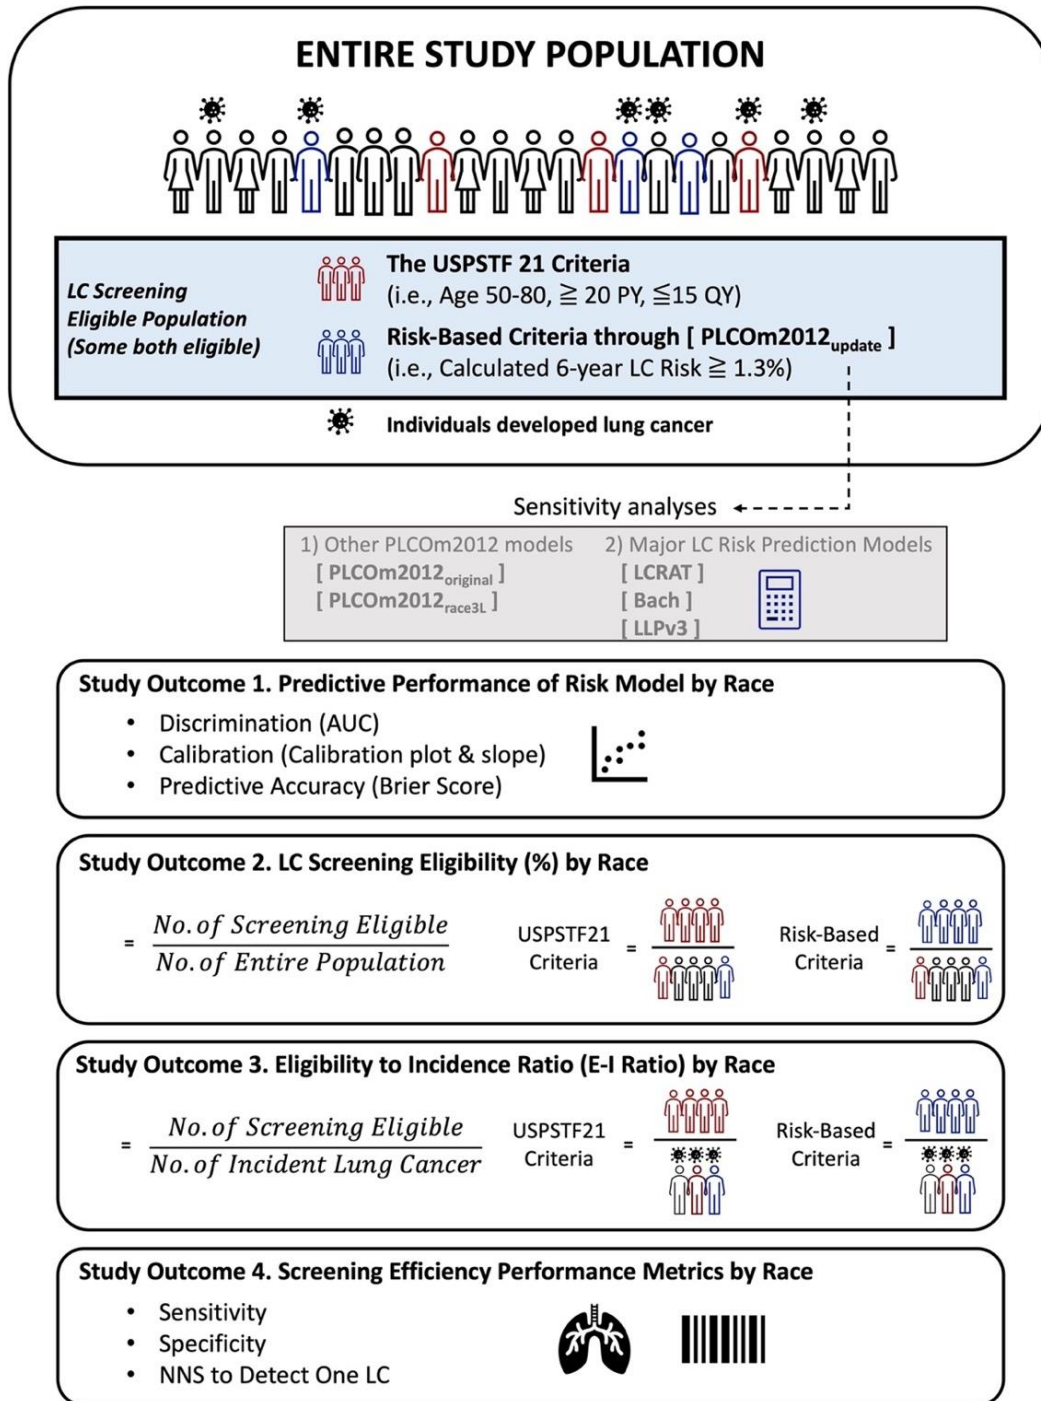 ENTIRE STUDY POPULATION
LC Screening
Eligible Population
(Some both eligible)
The USPSTF 21 Criteria
(i.e., Age 50-80, ≧ 20 PY, ≦15 QY)
Risk-Based Criteria through [ PLCOm2012update ]
(i.e., Calculated 6-year LC Risk ≧ 1.3%)
Individuals developed lung cancer
Sensitivity analyses
1) Other PLCOm2012 models
[ PLCOm2012original ]
[ PLCOm2012race3L ]
2) Major LC Risk Prediction Models
[ LCRAT ]
[ Bach ]
[ LLPv3 ]
Study Outcome 1. Predictive Performance of Risk Model by Race
• Discrimination (AUC)
• Calibration (Calibration plot & slope)
• Predictive Accuracy (Brier Score)
Study Outcome 2. LC Screening Eligibility (%) by Race
= No. of Screening Eligible
No. of Entire Population
USPSTF21
Criteria =
Risk-Based
Criteria =
Study Outcome 3. Eligibility to Incidence Ratio (E-I Ratio) by Race
= No. of Screening Eligible
No. of Incident Lung Cancer
USPSTF21
Criteria =
Risk-Based
Criteria =
Study Outcome 4. Screening Efficiency Performance Metrics by Race
• Sensitivity
• Specificity
• NNS to Detect One LC